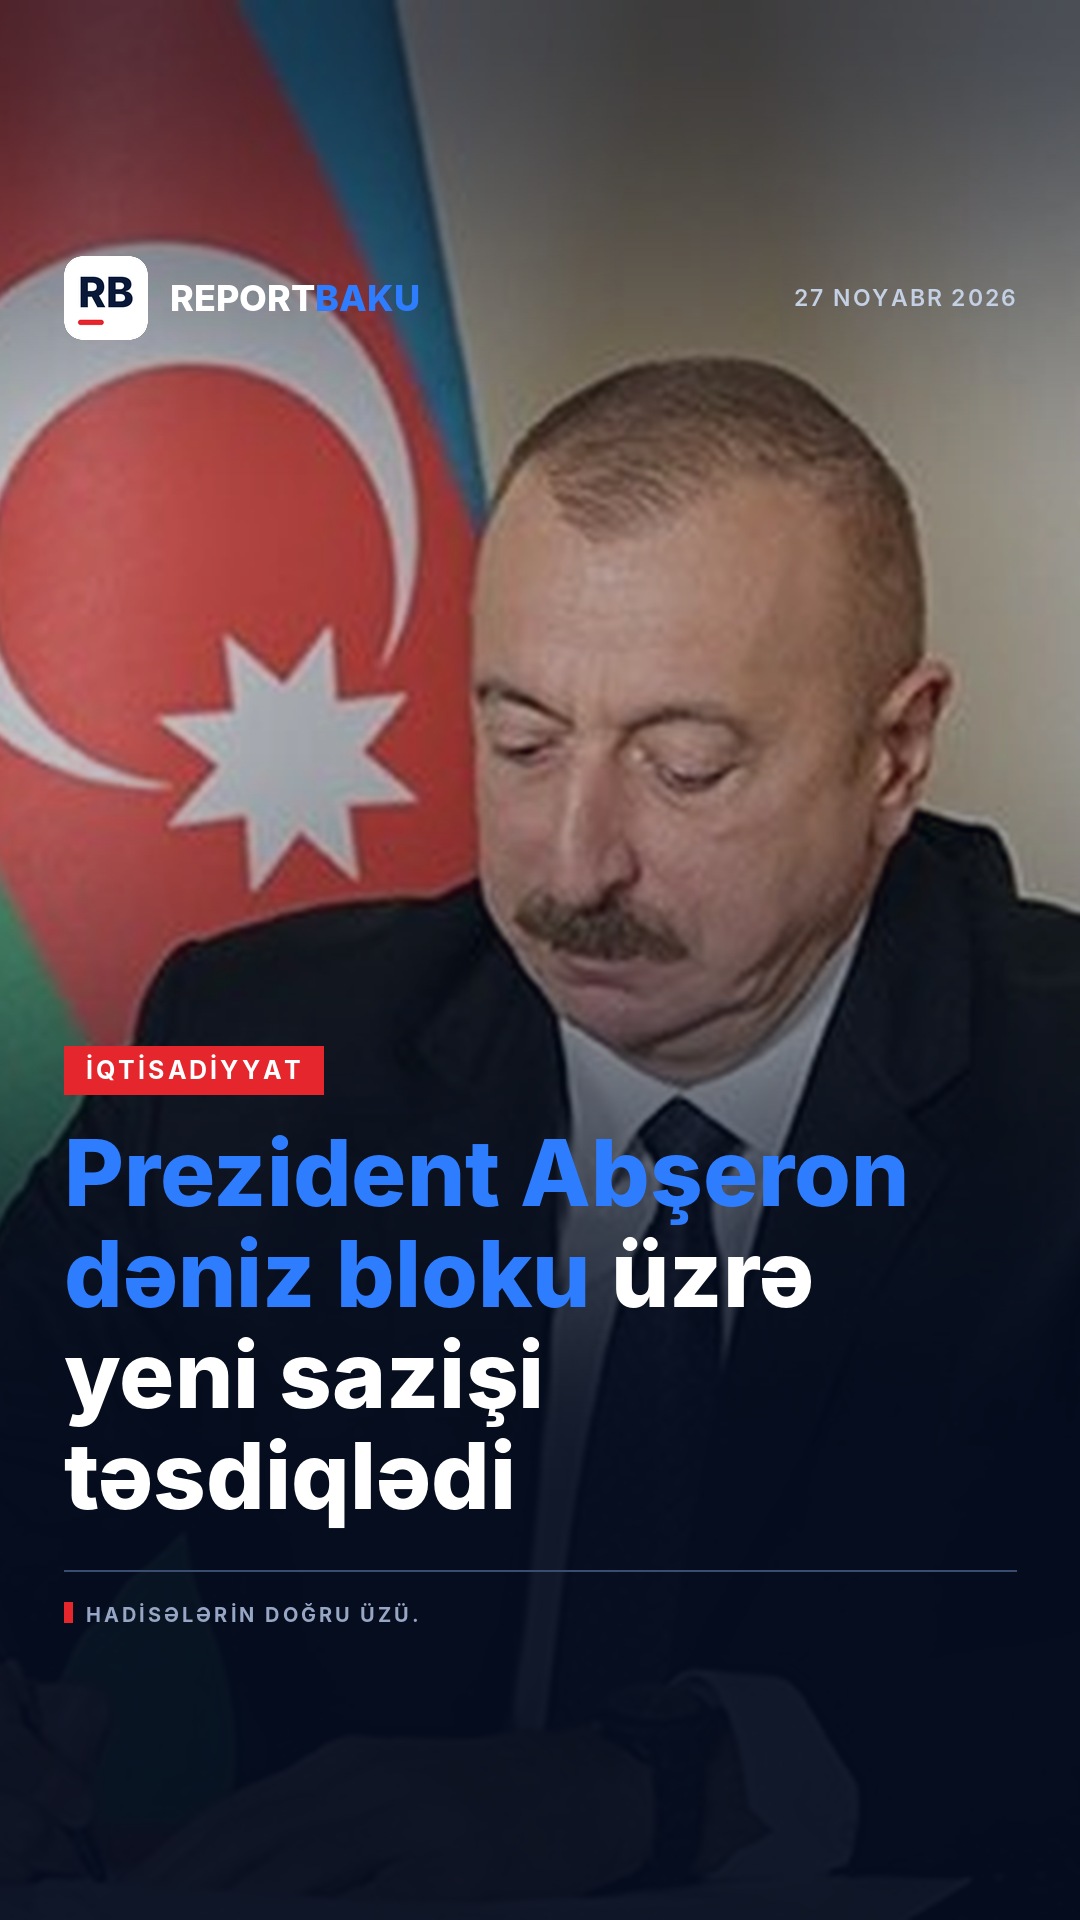 RB
REPORTBAKU
27 NOYABR 2026
İQTİSADİYYAT
Prezident Abşeron
dəniz bloku üzrə
yeni sazişi
təsdiqlədi
HADİSƏLƏRİN DOĞRU ÜZÜ.